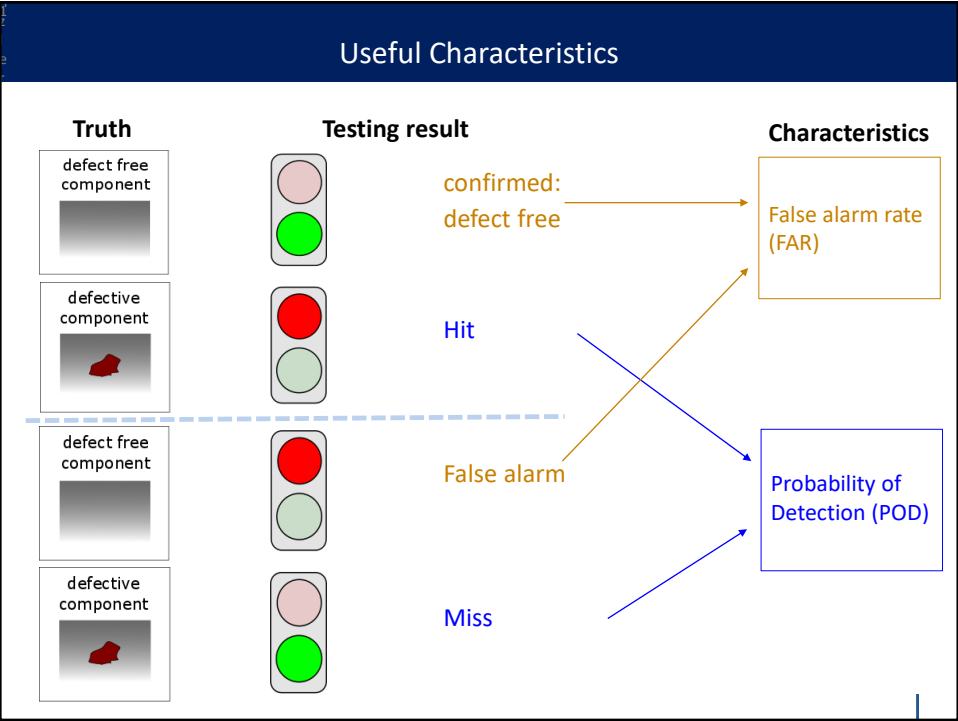 Useful Characteristics
Truth
Testing result
Characteristics
defect free
component
confirmed:
defect free
False alarm rate
(FAR)
defective
component
Hit
defect free
component
False alarm
Probability of
Detection (POD)
defective
component
Miss